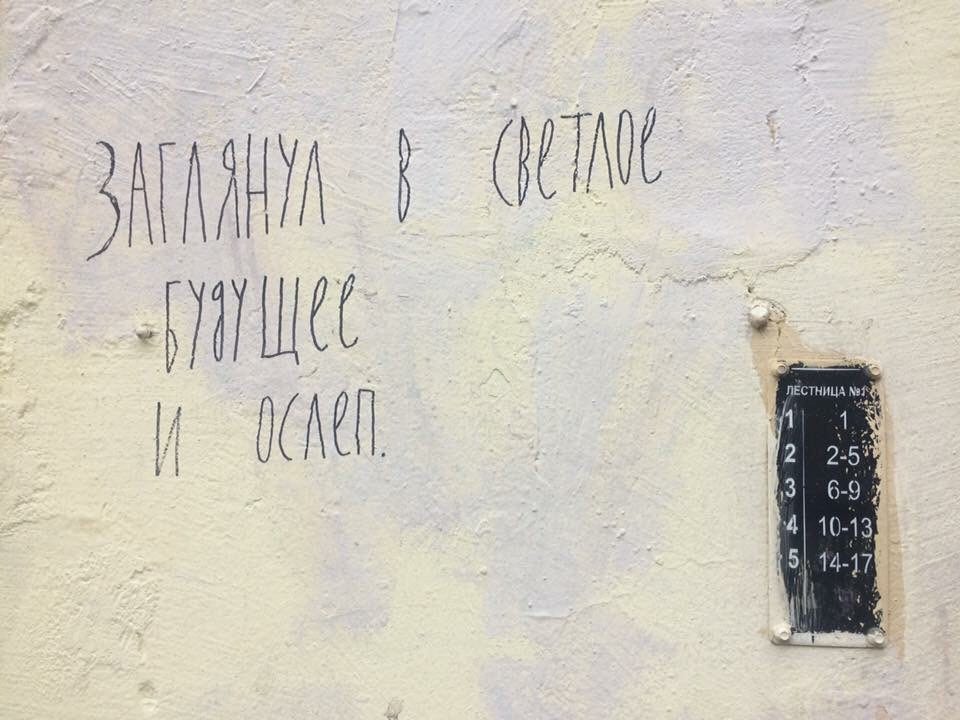 ЗАГЛЯНУЛ В СВЕТЛОЕ
БУДУЩЕЕ
И ОСЛЕП.
ЛЕСТНИЦА №1
1 1
2 2-5
3 6-9
4 10-13
5 14-17